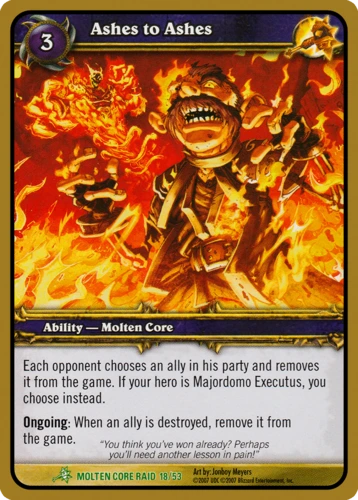 3
Ashes to Ashes
Ability — Molten Core
Each opponent chooses an ally in his party and removes
it from the game. If your hero is Majordomo Executus, you
choose instead.
Ongoing: When an ally is destroyed, remove it from
the game.
"You think you've won already? Perhaps
you'll need another lesson in pain!"
MOLTEN CORE RAID 18/53
Art by: Jonboy Meyers
©2007 UDC ©2007 Blizzard Entertainment, Inc.